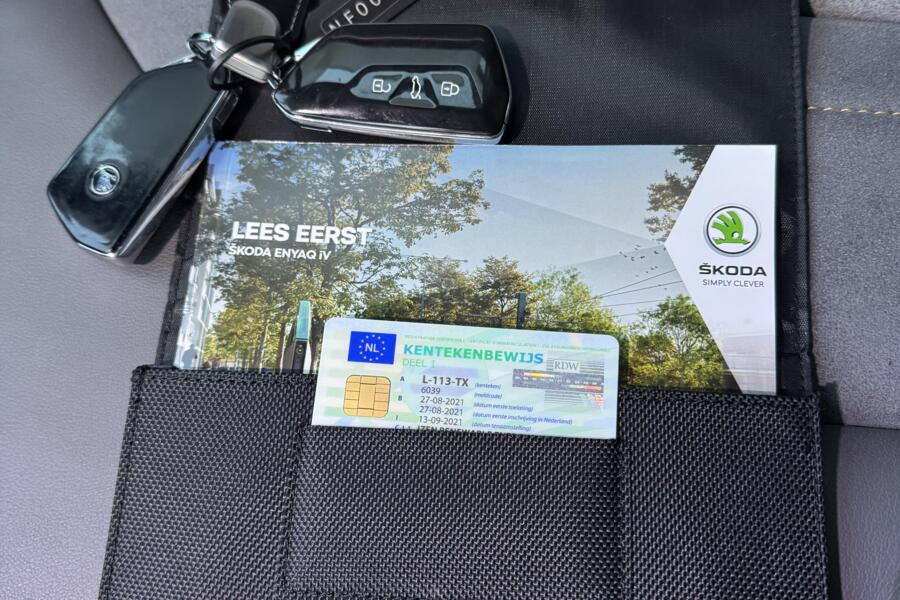 NF00
LEES EERST
ŠKODA ENYAQ iV
ŠKODA
SIMPLY CLEVER
NL
KENTEKENBEWIJS
DEEL I
RDW
A L-113-TX (kenteken)
6039 (meldcode)
B 27-08-2021 (datum eerste toelating)
27-08-2021 (datum eerste inschrijving in Nederland)
I 13-09-2021 (datum tenaamstelling)